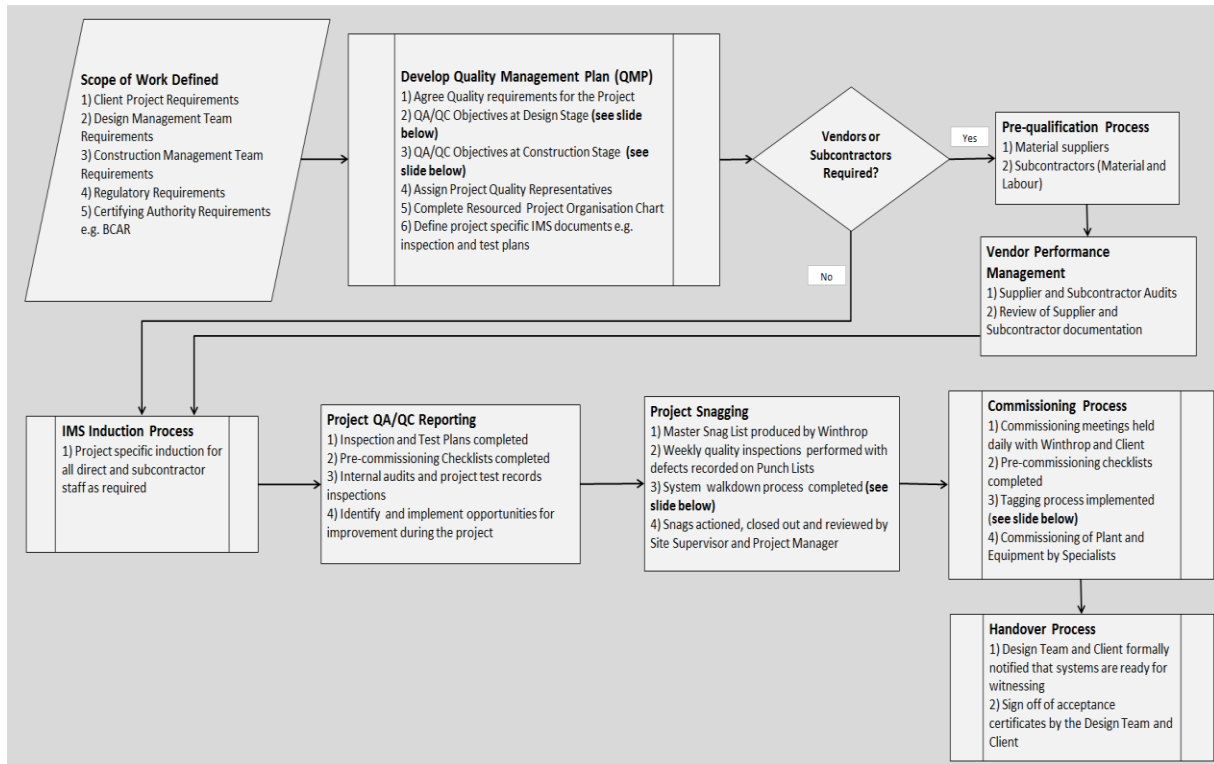 Scope of Work Defined
1) Client Project Requirements
2) Design Management Team
Requirements
3) Construction Management Team
Requirements
4) Regulatory Requirements
5) Certifying Authority Requirements
e.g. BCAR
Develop Quality Management Plan (QMP)
1) Agree Quality requirements for the Project
2) QA/QC Objectives at Design Stage (see slide
below)
3) QA/QC Objectives at Construction Stage (see
slide below)
4) Assign Project Quality Representatives
5) Complete Resourced Project Organisation Chart
6) Define project specific IMS documents e.g.
inspection and test plans
Vendors or
Subcontractors
Required?
Yes
No
Pre-qualification Process
1) Material suppliers
2) Subcontractors (Material and
Labour)
Vendor Performance
Management
1) Supplier and Subcontractor Audits
2) Review of Supplier and
Subcontractor documentation
IMS Induction Process
1) Project specific induction for
all direct and subcontractor
staff as required
Project QA/QC Reporting
1) Inspection and Test Plans completed
2) Pre-commissioning Checklists completed
3) Internal audits and project test records
inspections
4) Identify and implement opportunities for
improvement during the project
Project Snagging
1) Master Snag List produced by Winthrop
2) Weekly quality inspections performed with
defects recorded on Punch Lists
3) System walkdown process completed (see
slide below)
4) Snags actioned, closed out and reviewed by
Site Supervisor and Project Manager
Commissioning Process
1) Commissioning meetings held
daily with Winthrop and Client
2) Pre-commissioning checklists
completed
3) Tagging process implemented
(see slide below)
4) Commissioning of Plant and
Equipment by Specialists
Handover Process
1) Design Team and Client formally
notified that systems are ready for
witnessing
2) Sign off of acceptance
certificates by the Design Team and
Client